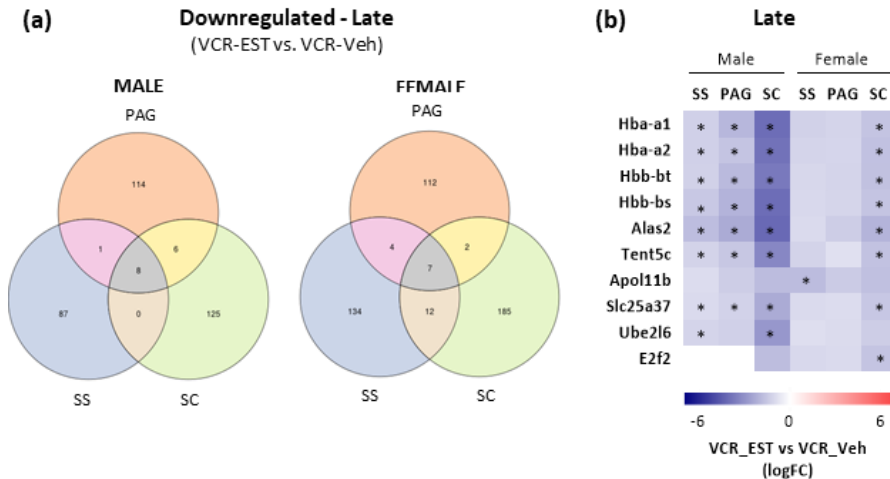 (a) Downregulated - Late
(VCR-EST vs. VCR-Veh)
MALE
PAG
114
1
6
8
87
0
125
SS
SC
FEMALE
PAG
112
4
2
7
134
12
185
SS
SC
(b) Late
Male Female
SS PAG SC SS PAG SC
Hba-a1 * * * *
Hba-a2 * * * *
Hbb-bt * * * *
Hbb-bs * * * *
Alas2 * * * *
Tent5c * * * *
Apol11b *
Slc25a37 * * * *
Ube2l6 * *
E2f2 *
-6 0 6
VCR_EST vs VCR_Veh
(logFC)